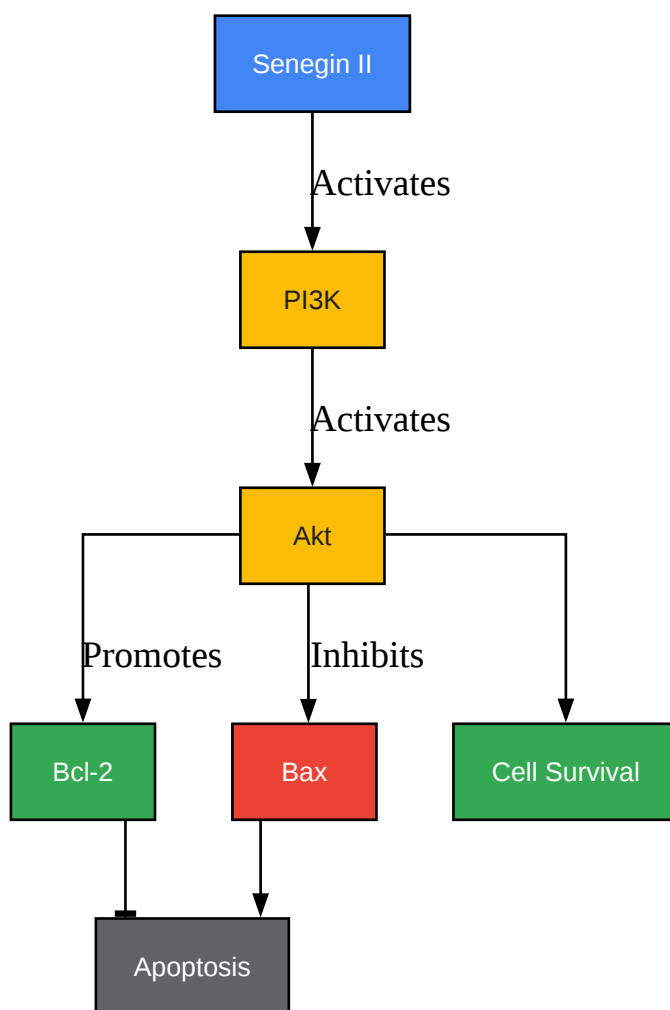 Senegin II
Activates
PI3K
Activates
Akt
Promotes
Inhibits
Bcl-2
Bax
Cell Survival
Apoptosis